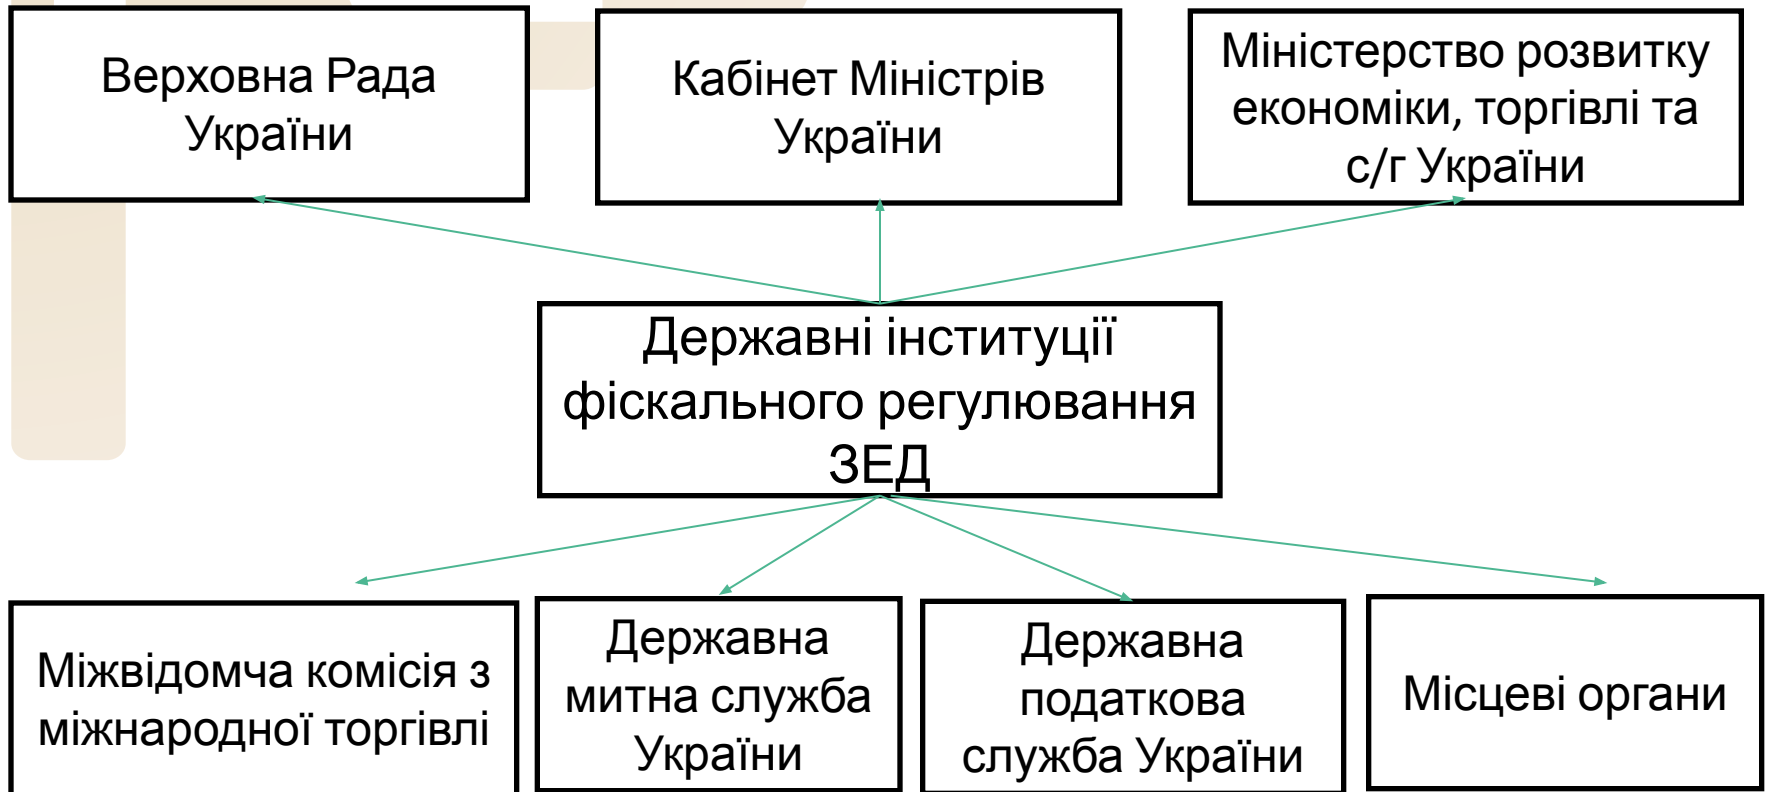 Верховна Рада
України
Кабінет Міністрів
України
Міністерство розвитку
економіки, торгівлі та
с/г України
Державні інституції
фіскального регулювання
ЗЕД
Міжвідомча комісія з
міжнародної торгівлі
Державна
митна служба
України
Державна
податкова
служба України
Місцеві органи